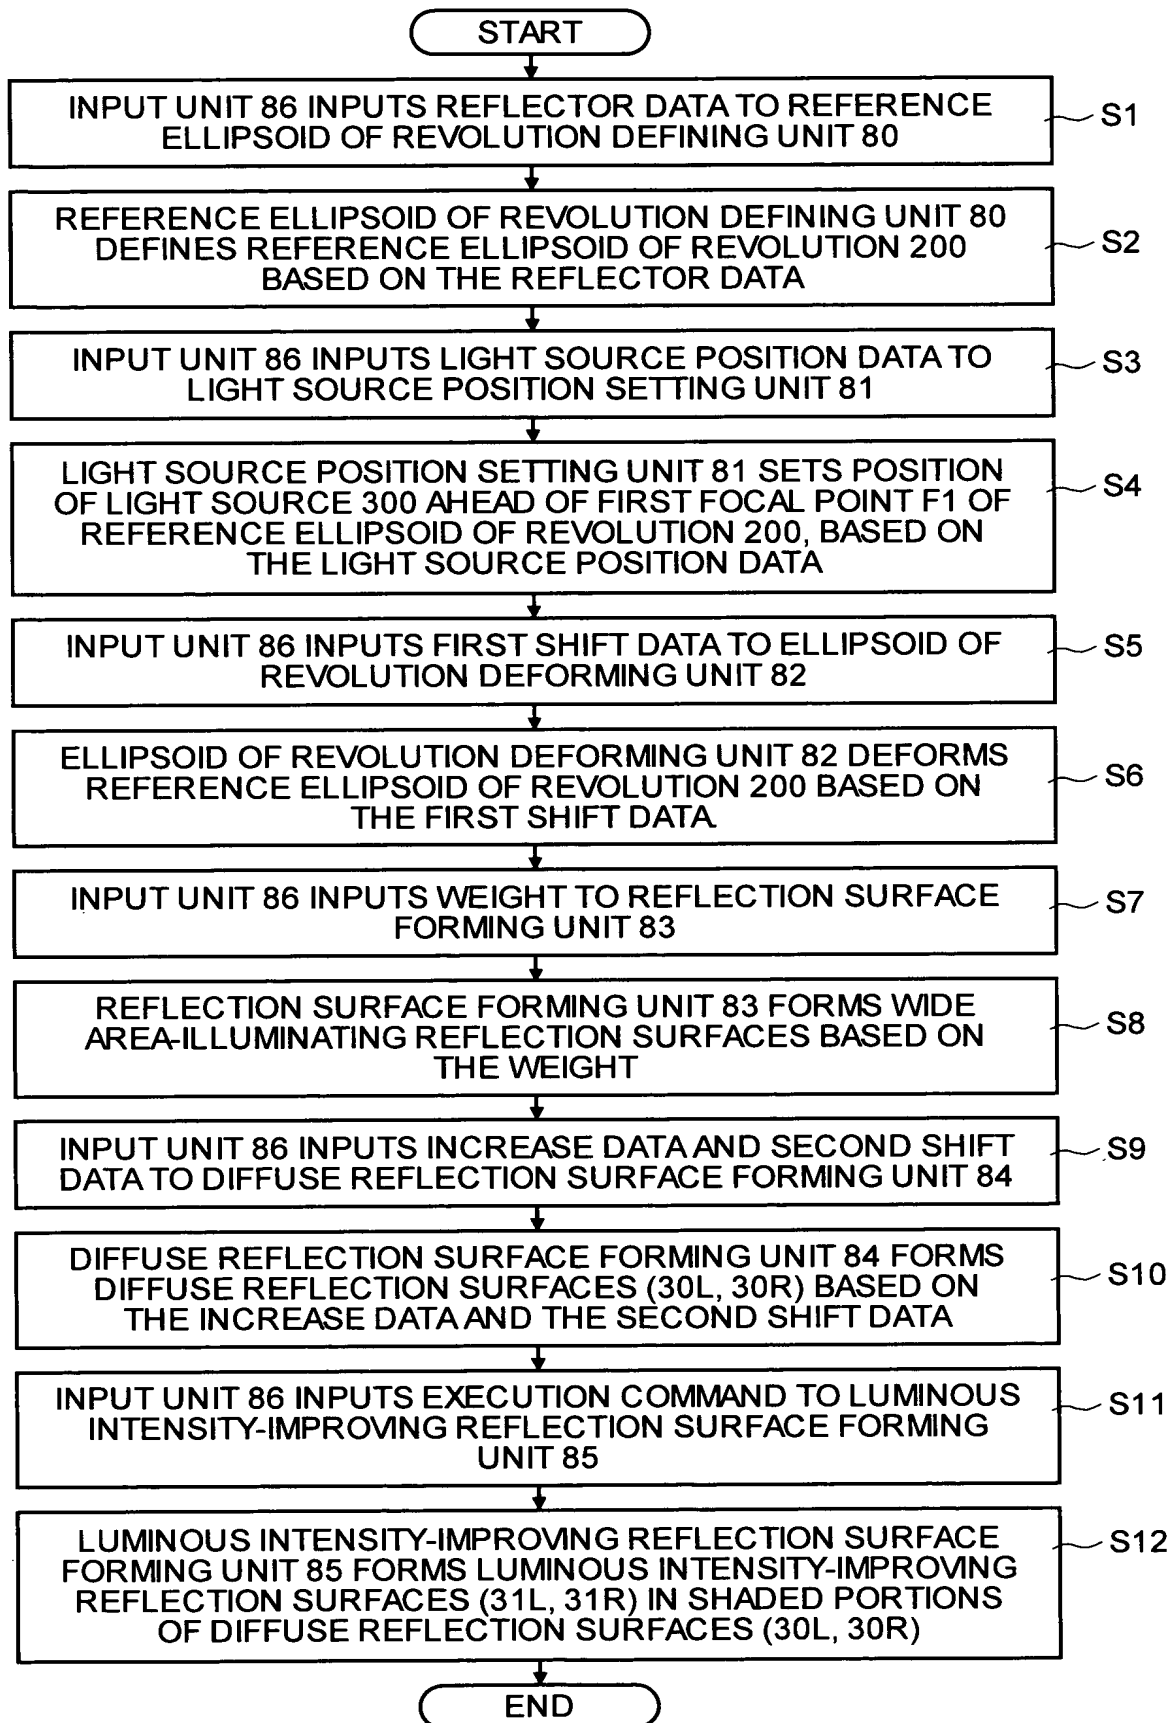 START
INPUT UNIT 86 INPUTS REFLECTOR DATA TO REFERENCE
ELLIPSOID OF REVOLUTION DEFINING UNIT 80
S1
REFERENCE ELLIPSOID OF REVOLUTION DEFINING UNIT 80
DEFINES REFERENCE ELLIPSOID OF REVOLUTION 200
BASED ON THE REFLECTOR DATA
S2
INPUT UNIT 86 INPUTS LIGHT SOURCE POSITION DATA TO
LIGHT SOURCE POSITION SETTING UNIT 81
S3
LIGHT SOURCE POSITION SETTING UNIT 81 SETS POSITION
OF LIGHT SOURCE 300 AHEAD OF FIRST FOCAL POINT F1 OF
REFERENCE ELLIPSOID OF REVOLUTION 200, BASED ON
THE LIGHT SOURCE POSITION DATA
S4
INPUT UNIT 86 INPUTS FIRST SHIFT DATA TO ELLIPSOID OF
REVOLUTION DEFORMING UNIT 82
S5
ELLIPSOID OF REVOLUTION DEFORMING UNIT 82 DEFORMS
REFERENCE ELLIPSOID OF REVOLUTION 200 BASED ON
THE FIRST SHIFT DATA.
S6
INPUT UNIT 86 INPUTS WEIGHT TO REFLECTION SURFACE
FORMING UNIT 83
S7
REFLECTION SURFACE FORMING UNIT 83 FORMS WIDE
AREA-ILLUMINATING REFLECTION SURFACES BASED ON
THE WEIGHT
S8
INPUT UNIT 86 INPUTS INCREASE DATA AND SECOND SHIFT
DATA TO DIFFUSE REFLECTION SURFACE FORMING UNIT 84
S9
DIFFUSE REFLECTION SURFACE FORMING UNIT 84 FORMS
DIFFUSE REFLECTION SURFACES (30L, 30R) BASED ON
THE INCREASE DATA AND THE SECOND SHIFT DATA
S10
INPUT UNIT 86 INPUTS EXECUTION COMMAND TO LUMINOUS
INTENSITY-IMPROVING REFLECTION SURFACE FORMING
UNIT 85
S11
LUMINOUS INTENSITY-IMPROVING REFLECTION SURFACE
FORMING UNIT 85 FORMS LUMINOUS INTENSITY-IMPROVING
REFLECTION SURFACES (31L, 31R) IN SHADED PORTIONS
OF DIFFUSE REFLECTION SURFACES (30L, 30R)
S12
END